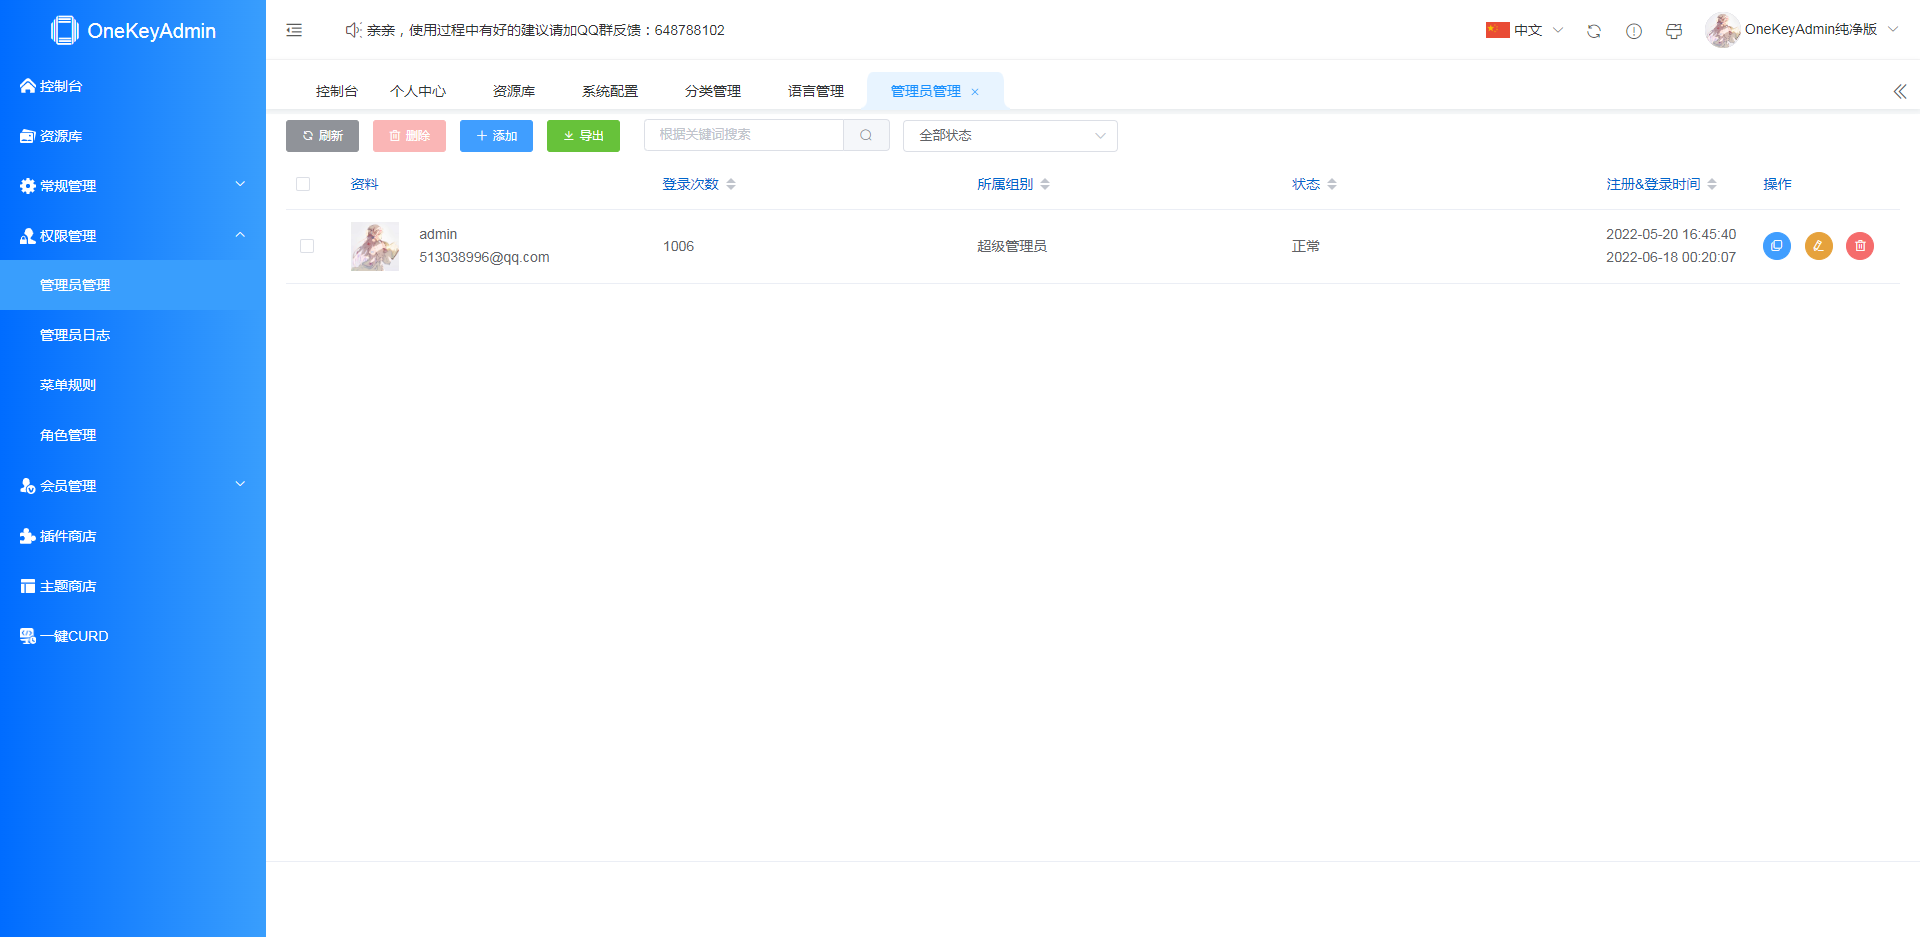 OneKeyAdmin
亲亲，使用过程中有好的建议请加QQ群反馈：648788102
中文
OneKeyAdmin纯净版
控制台
资源库
常规管理
权限管理
管理员管理
管理员日志
菜单规则
角色管理
会员管理
插件商店
主题商店
一键CURD
控制台 个人中心 资源库 系统配置 分类管理 语言管理 管理员管理
刷新 删除 添加 导出 根据关键词搜索 全部状态
资料 登录次数 所属组别 状态 注册&登录时间 操作
admin
513038996@qq.com
1006
超级管理员
正常
2022-05-20 16:45:40
2022-06-18 00:20:07